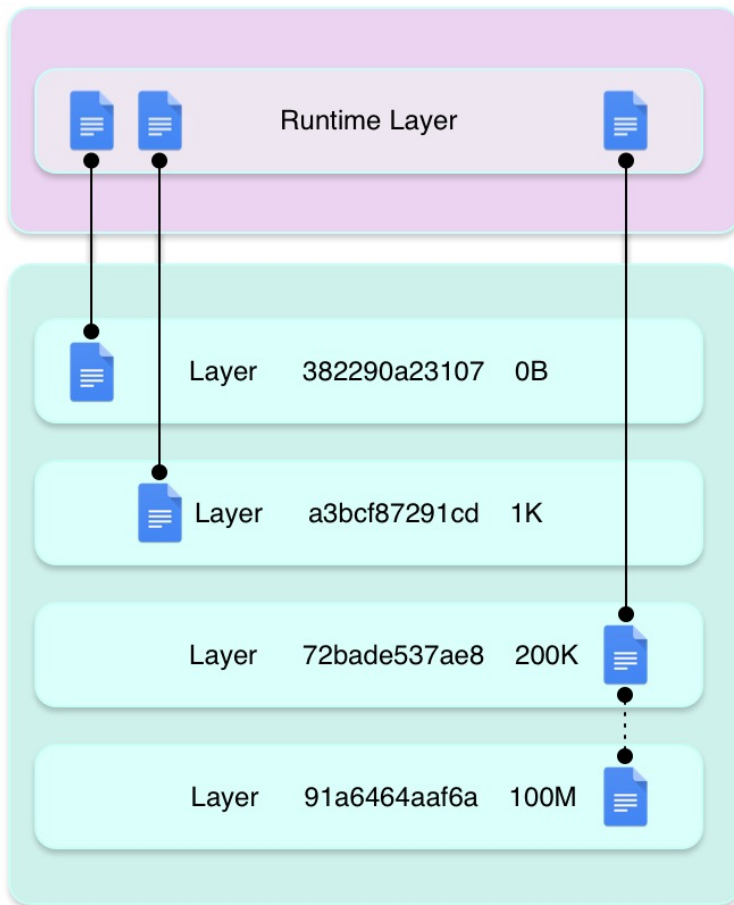 Runtime Layer
Layer 382290a23107 0B
Layer a3bcf87291cd 1K
Layer 72bade537ae8 200K
Layer 91a6464aaf6a 100M